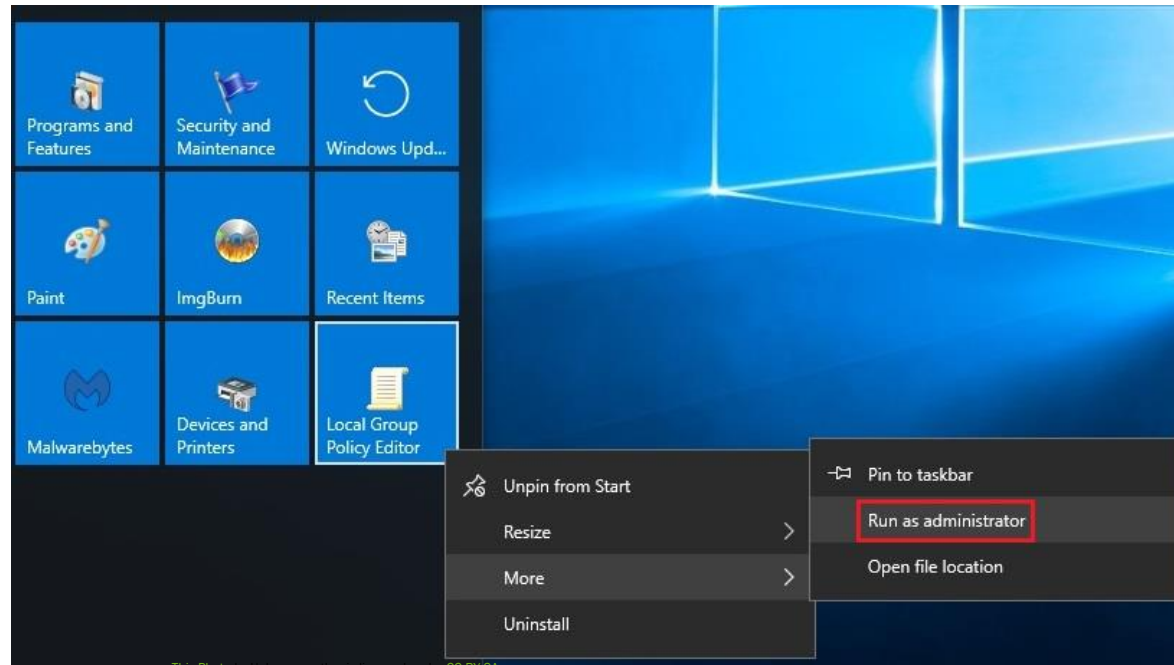 Programs and
Features
Security and
Maintenance
Windows Upd...
Paint
ImgBurn
Recent Items
Malwarebytes
Devices and
Printers
Local Group
Policy Editor
Unpin from Start
Resize
More
Uninstall
Pin to taskbar
Run as administrator
Open file location